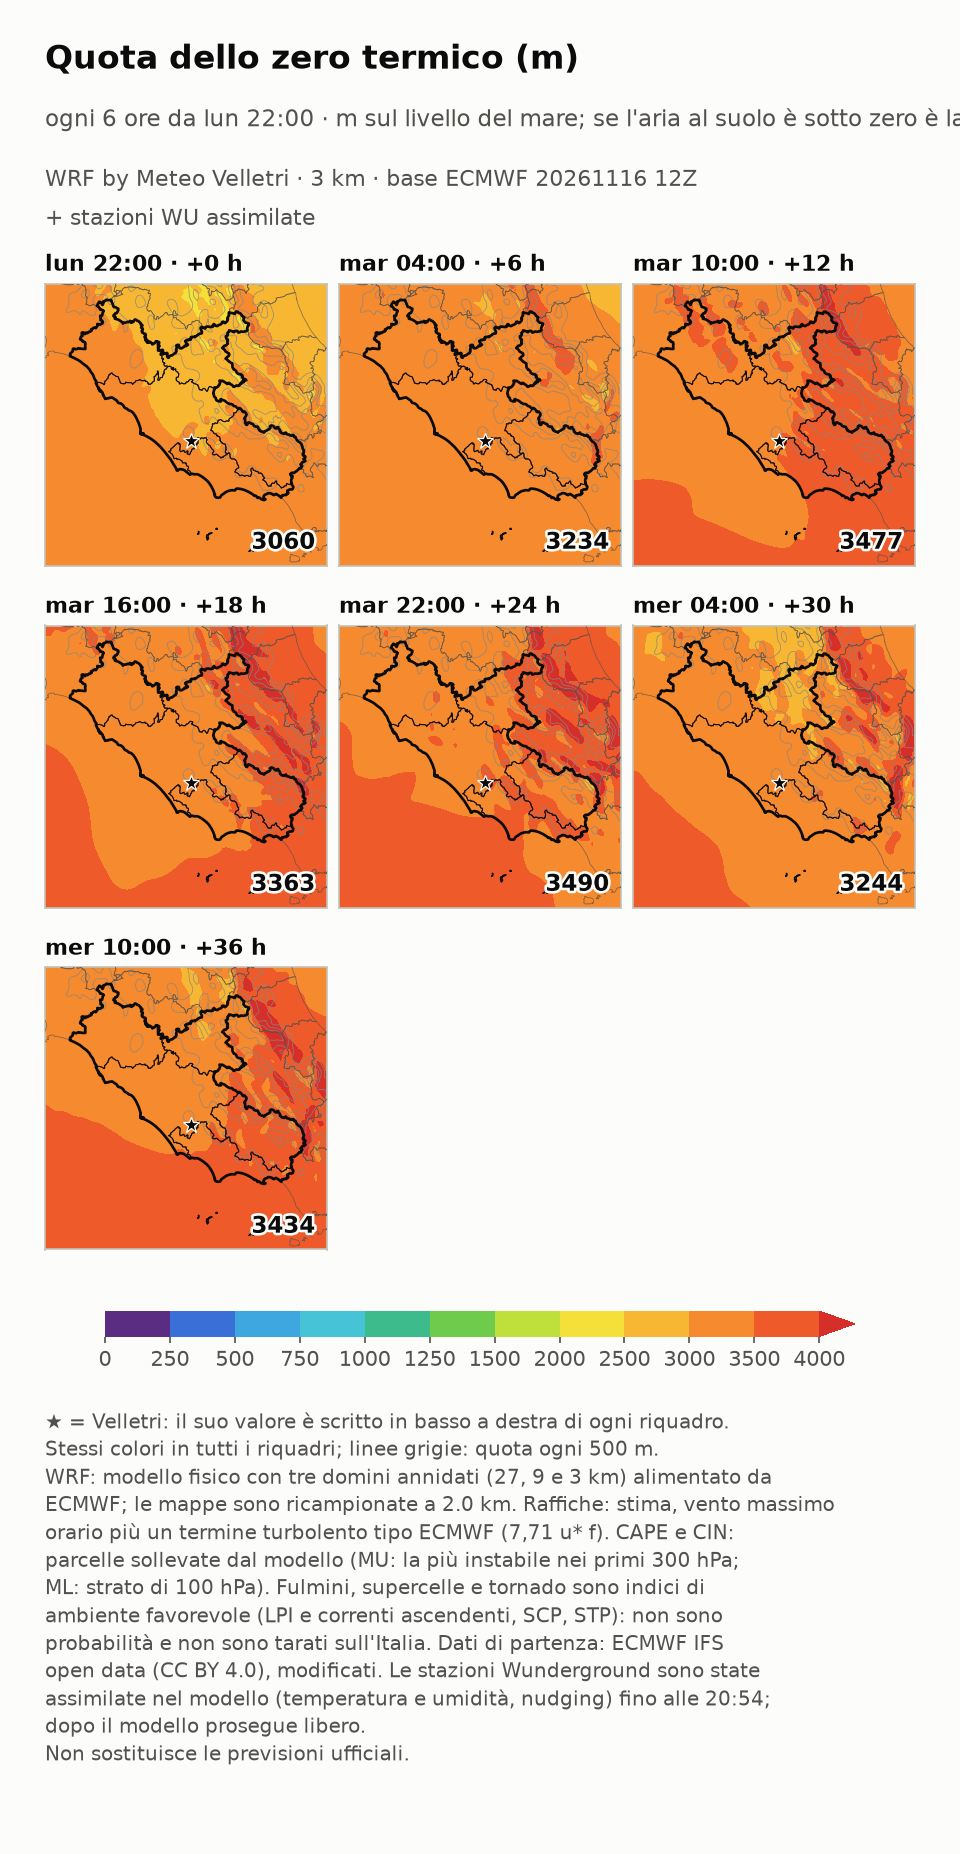 Quota dello zero termico (m)
ogni 6 ore da lun 22:00 · m sul livello del mare; se l'aria al suolo è sotto zero è la
WRF by Meteo Velletri · 3 km · base ECMWF 20261116 12Z
+ stazioni WU assimilate
lun 22:00 · +0 h
mar 04:00 · +6 h
mar 10:00 · +12 h
3060
3234
3477
mar 16:00 · +18 h
mar 22:00 · +24 h
mer 04:00 · +30 h
3363
3490
3244
mer 10:00 · +36 h
3434
0 250 500 750 1000 1250 1500 2000 2500 3000 3500 4000
★ = Velletri: il suo valore è scritto in basso a destra di ogni riquadro.
Stessi colori in tutti i riquadri; linee grigie: quota ogni 500 m.
WRF: modello fisico con tre domini annidati (27, 9 e 3 km) alimentato da
ECMWF; le mappe sono ricampionate a 2.0 km. Raffiche: stima, vento massimo
orario più un termine turbolento tipo ECMWF (7,71 u* f). CAPE e CIN:
parcelle sollevate dal modello (MU: la più instabile nei primi 300 hPa;
ML: strato di 100 hPa). Fulmini, supercelle e tornado sono indici di
ambiente favorevole (LPI e correnti ascendenti, SCP, STP): non sono
probabilità e non sono tarati sull'Italia. Dati di partenza: ECMWF IFS
open data (CC BY 4.0), modificati. Le stazioni Wunderground sono state
assimilate nel modello (temperatura e umidità, nudging) fino alle 20:54;
dopo il modello prosegue libero.
Non sostituisce le previsioni ufficiali.